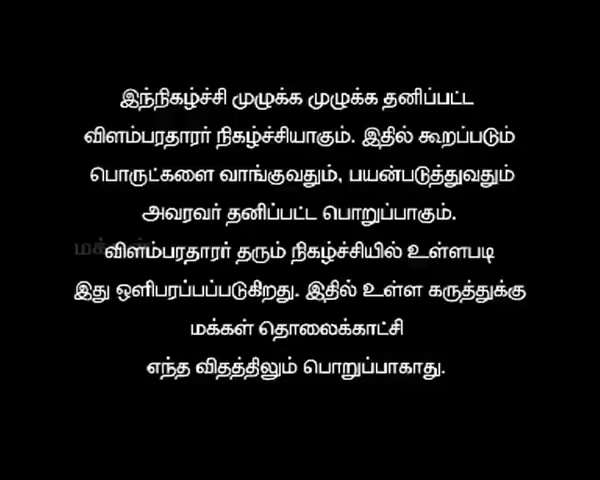 இந்நிகழ்ச்சி முழுக்க முழுக்க தனிப்பட்ட
விளம்பரதாரர் நிகழ்ச்சியாகும். இதில் கூறப்படும்
பொருட்களை வாங்குவதும், பயன்படுத்துவதும்
அவரவர் தனிப்பட்ட பொறுப்பாகும்.
விளம்பரதாரர் தரும் நிகழ்ச்சியில் உள்ளபடி
இது ஒளிபரப்பப்படுகிறது. இதில் உள்ள கருத்துக்கு
மக்கள் தொலைக்காட்சி
எந்த விதத்திலும் பொறுப்பாகாது.